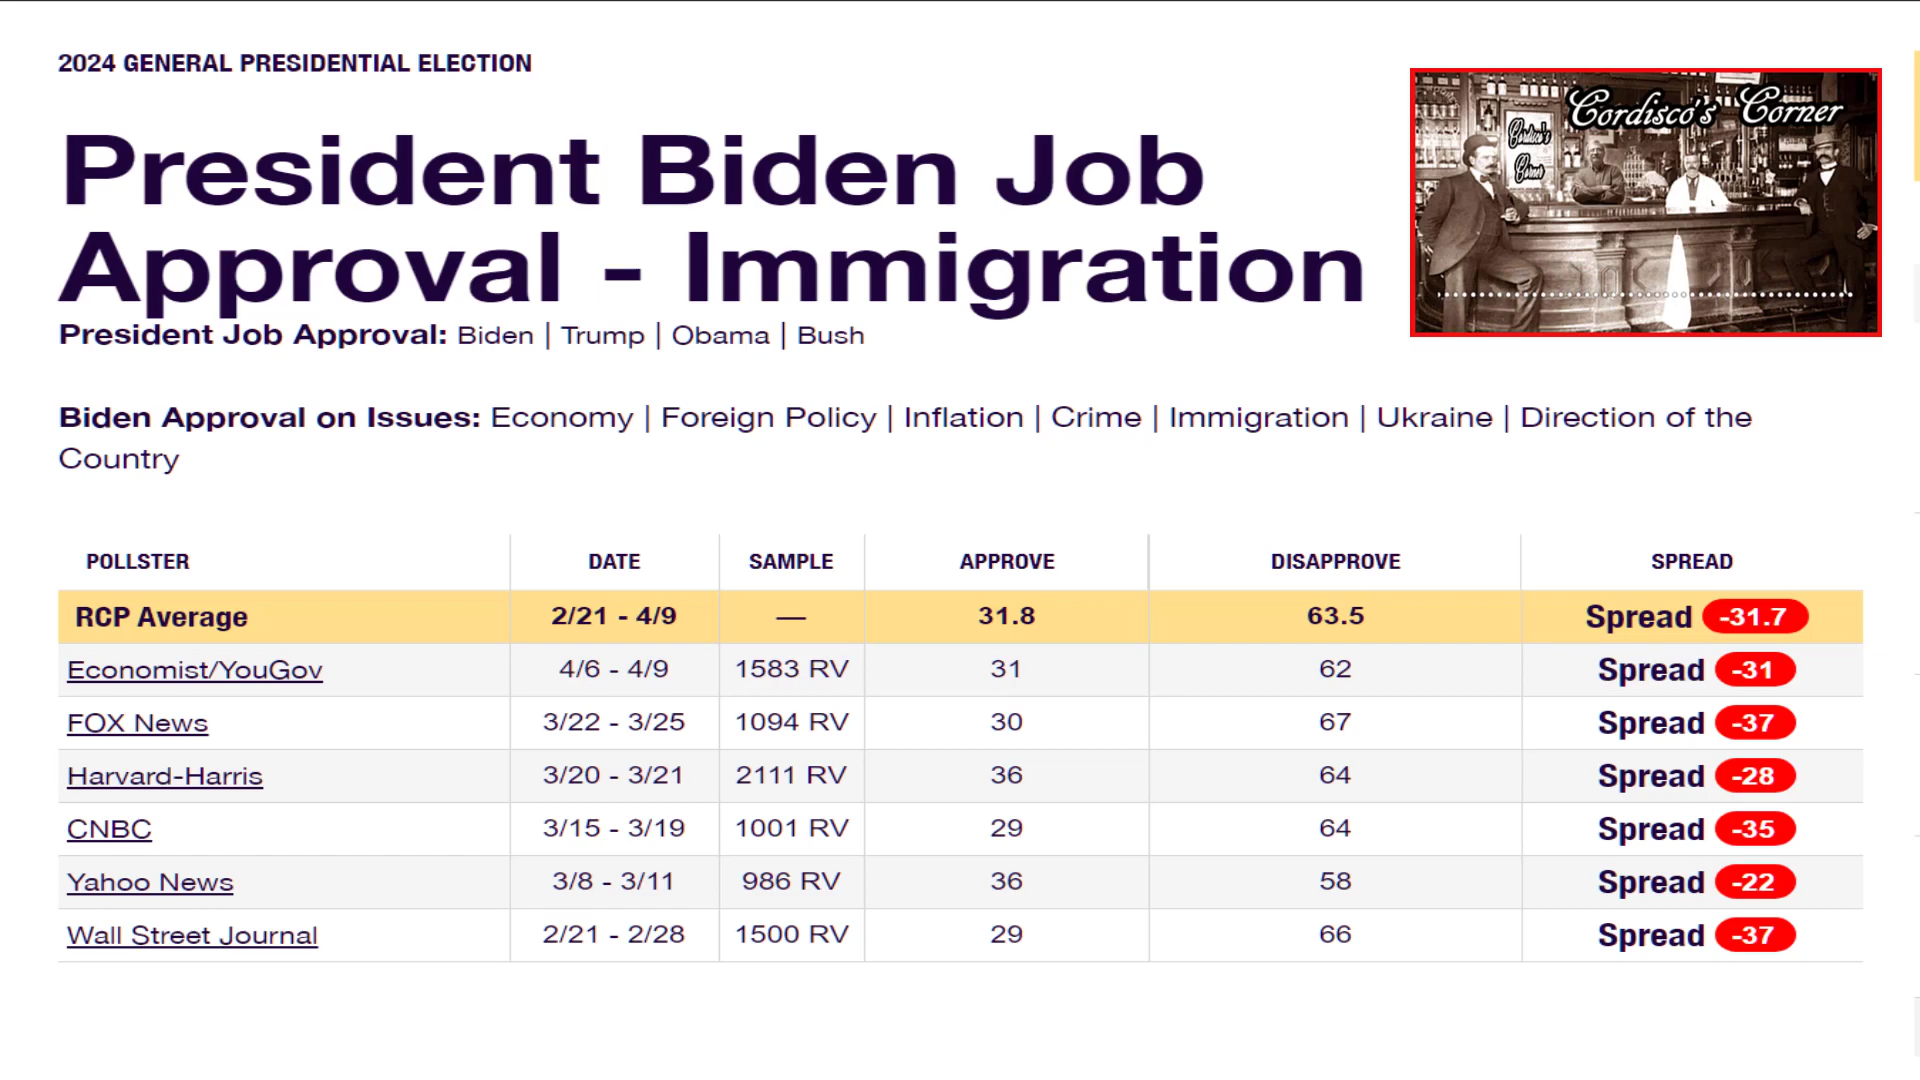 2024 GENERAL PRESIDENTIAL ELECTION
President Biden Job
Approval - Immigration
Cordisco's Corner
Cordisco's
Corner
President Job Approval: Biden | Trump | Obama | Bush
Biden Approval on Issues: Economy | Foreign Policy | Inflation | Crime | Immigration | Ukraine | Direction of the
Country
POLLSTER DATE SAMPLE APPROVE DISAPPROVE SPREAD
RCP Average 2/21 - 4/9 — 31.8 63.5 Spread -31.7
Economist/YouGov 4/6 - 4/9 1583 RV 31 62 Spread -31
FOX News 3/22 - 3/25 1094 RV 30 67 Spread -37
Harvard-Harris 3/20 - 3/21 2111 RV 36 64 Spread -28
CNBC 3/15 - 3/19 1001 RV 29 64 Spread -35
Yahoo News 3/8 - 3/11 986 RV 36 58 Spread -22
Wall Street Journal 2/21 - 2/28 1500 RV 29 66 Spread -37